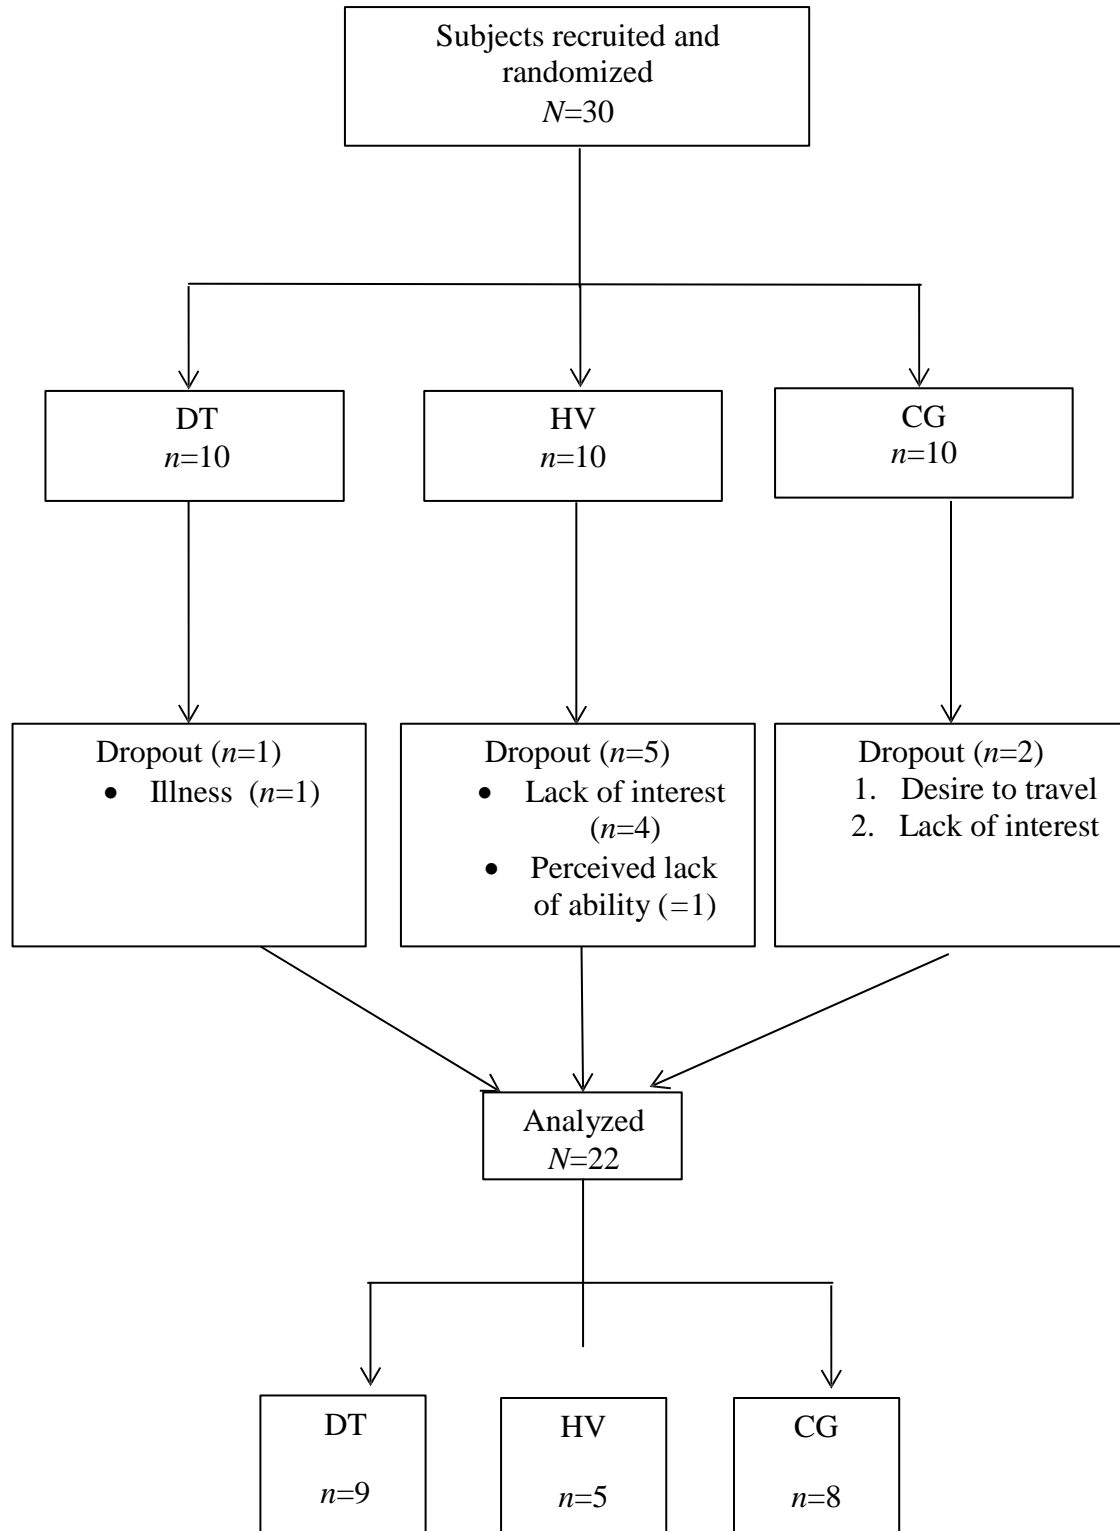 Subjects recruited and
randomized
N=30
DT
n=10
HV
n=10
CG
n=10
Dropout (n=1)
• Illness (n=1)
Dropout (n=5)
• Lack of interest
(n=4)
• Perceived lack
of ability (=1)
Dropout (n=2)
1. Desire to travel
2. Lack of interest
Analyzed
N=22
DT
n=9
HV
n=5
CG
n=8